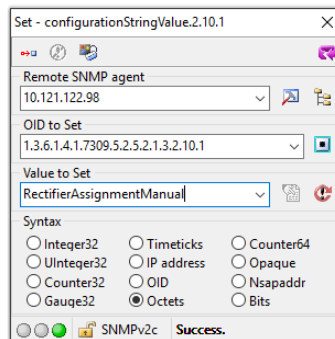 Set - configurationStringValue.2.10.1
Remote SNMP agent
10.121.122.98
OID to Set
1.3.6.1.4.1.7309.5.2.5.2.1.3.2.10.1
Value to Set
RectifierAssignmentManual
Syntax
Integer32 Timeticks Counter64
UInteger32 IP address Opaque
Counter32 OID Nsapaddr
Gauge32 Octets Bits
SNMPv2c Success.